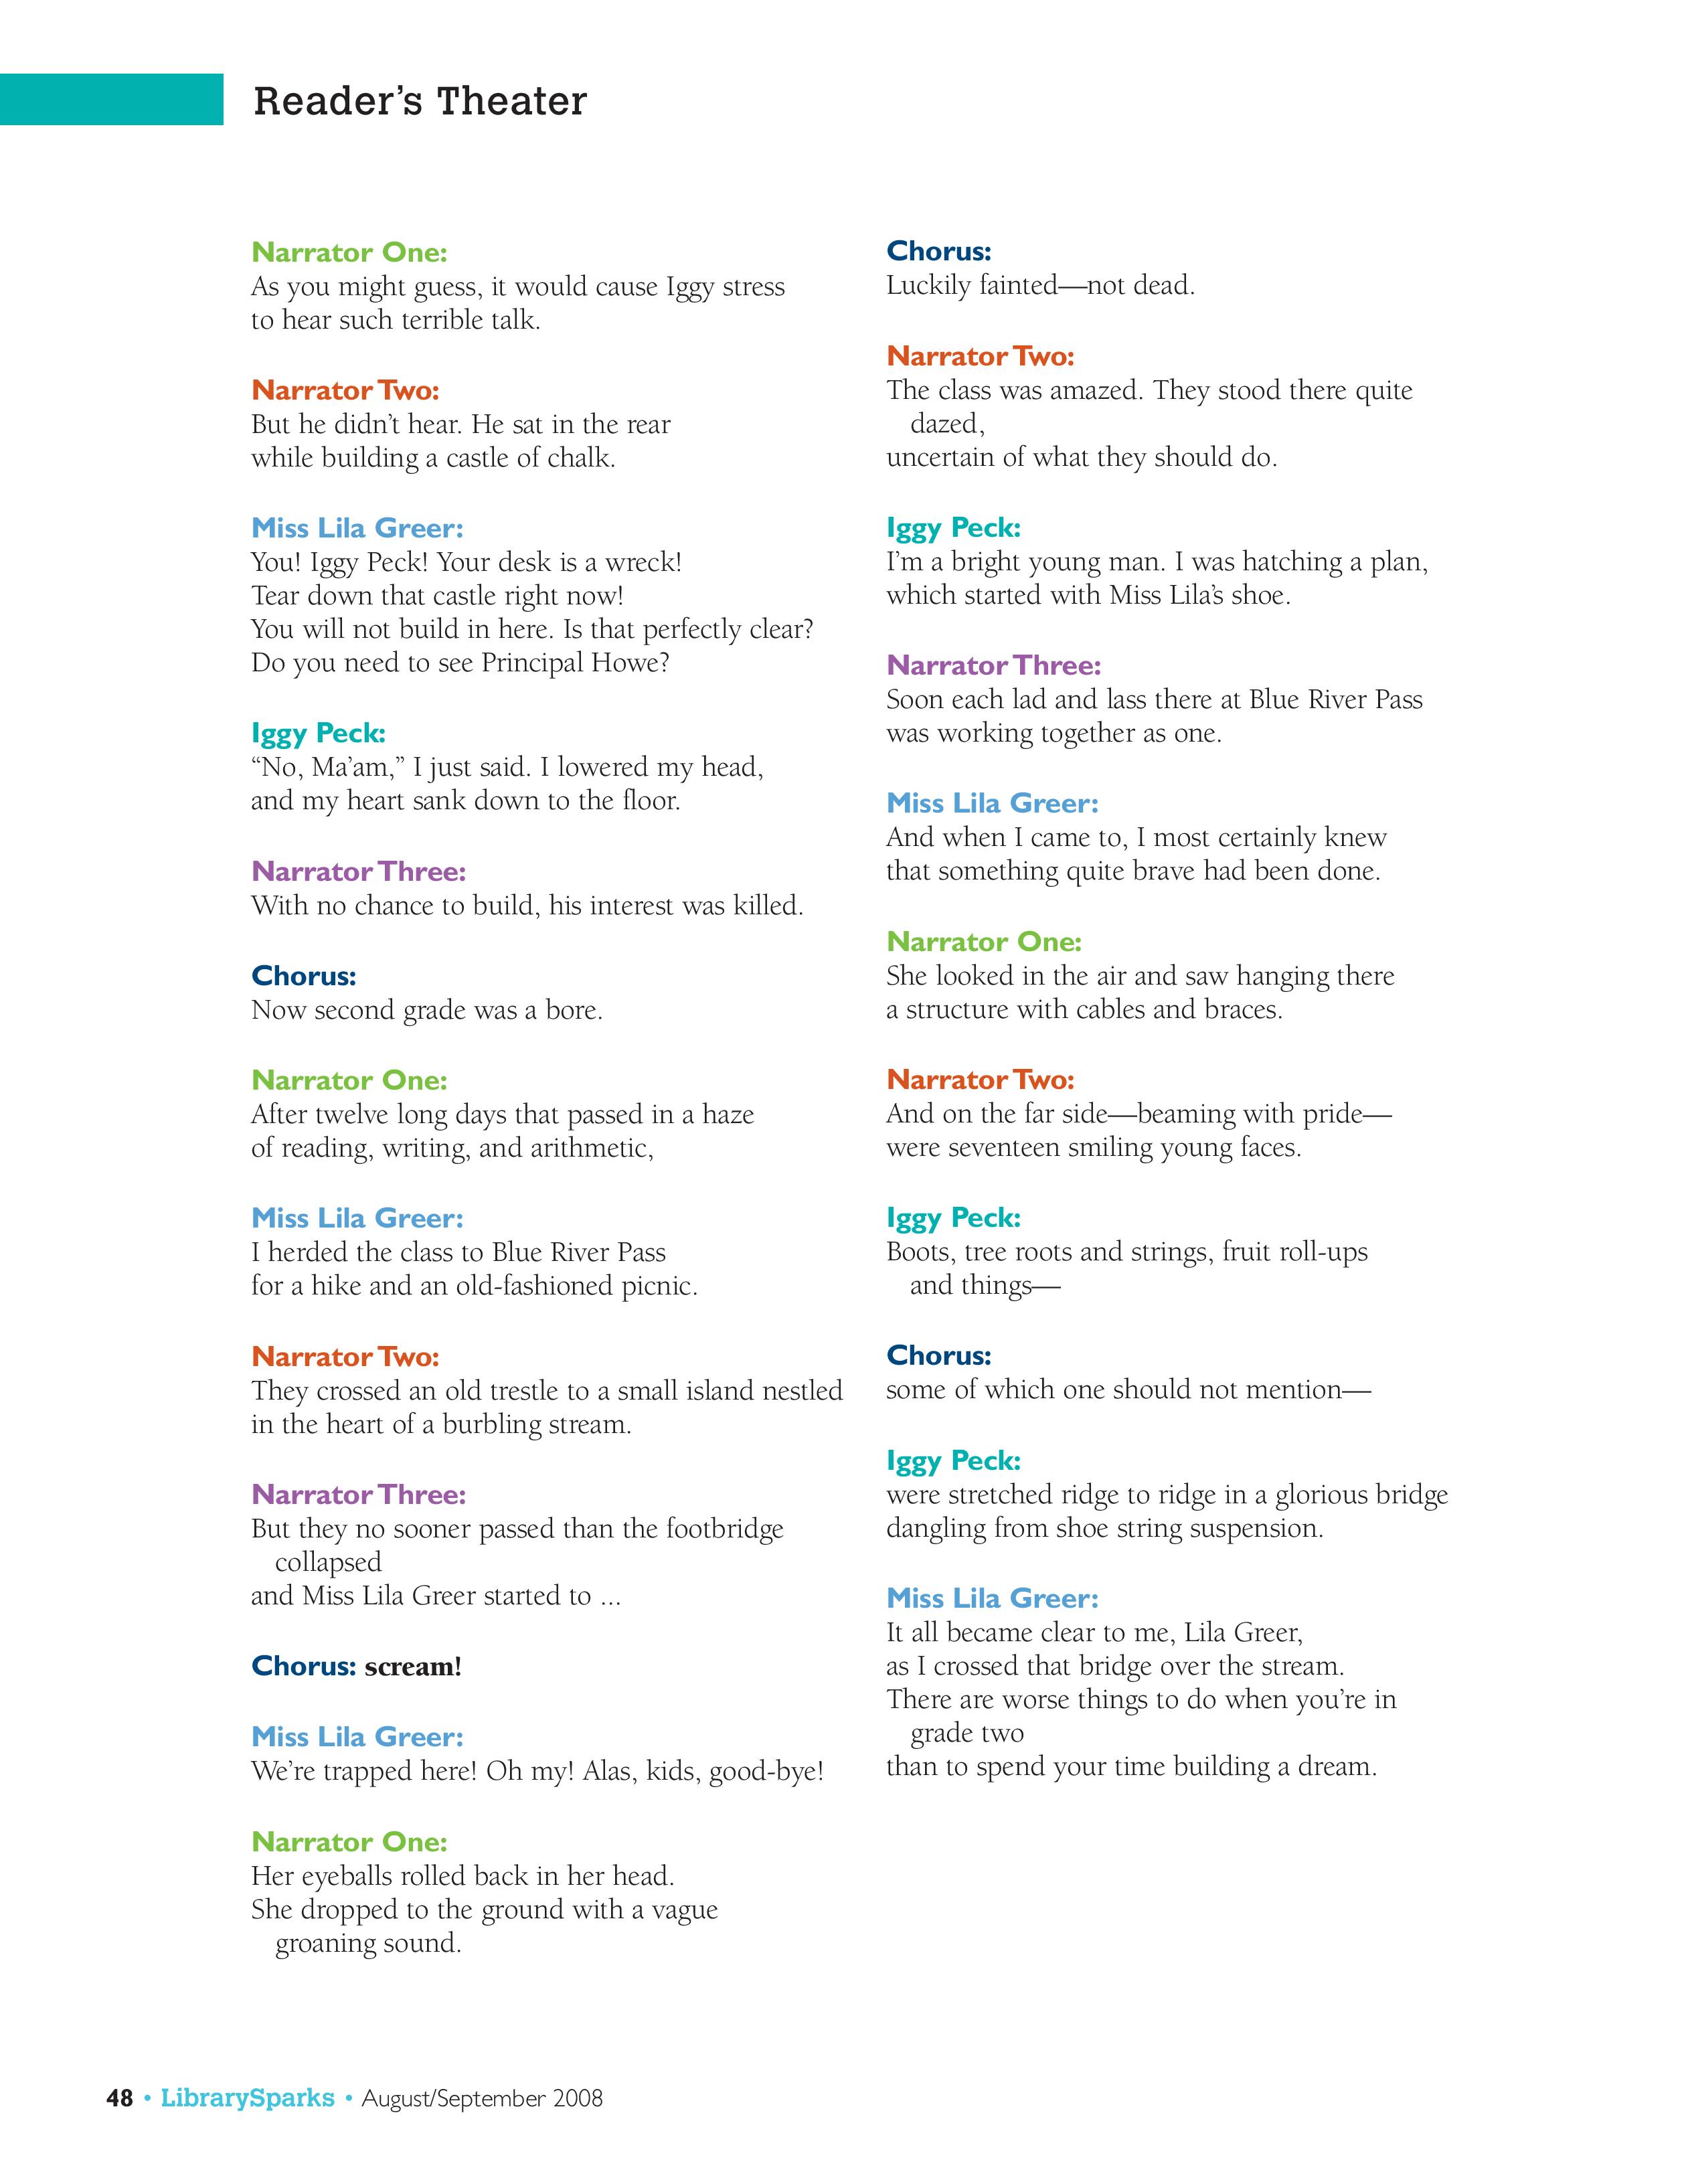 Reader's Theater
Narrator One:
As you might guess, it would cause Iggy stress
to hear such terrible talk.
Narrator Two:
But he didn't hear. He sat in the rear
while building a castle of chalk.
Miss Lila Greer:
You! Iggy Peck! Your desk is a wreck!
Tear down that castle right now!
You will not build in here. Is that perfectly clear?
Do you need to see Principal Howe?
Iggy Peck:
“No, Ma’am,” I just said. I lowered my head,
and my heart sank down to the floor.
Narrator Three:
With no chance to build, his interest was killed.
Chorus:
Now second grade was a bore.
Narrator One:
After twelve long days that passed in a haze
of reading, writing, and arithmetic,
Miss Lila Greer:
I herded the class to Blue River Pass
for a hike and an old-fashioned picnic.
Narrator Two:
They crossed an old trestle to a small island nestled
in the heart of a burbling stream.
Narrator Three:
But they no sooner passed than the footbridge
collapsed
and Miss Lila Greer started to ...
Chorus: scream!
Miss Lila Greer:
We’re trapped here! Oh my! Alas, kids, good-bye!
Narrator One:
Her eyeballs rolled back in her head.
She dropped to the ground with a vague
groaning sound.
Chorus:
Luckily fainted—not dead.
Narrator Two:
The class was amazed. They stood there quite
dazed,
uncertain of what they should do.
Iggy Peck:
I’m a bright young man. I was hatching a plan,
which started with Miss Lila’s shoe.
Narrator Three:
Soon each lad and lass there at Blue River Pass
was working together as one.
Miss Lila Greer:
And when I came to, I most certainly knew
that something quite brave had been done.
Narrator One:
She looked in the air and saw hanging there
a structure with cables and braces.
Narrator Two:
And on the far side—beaming with pride—
were seventeen smiling young faces.
Iggy Peck:
Boots, tree roots and strings, fruit roll-ups
and things—
Chorus:
some of which one should not mention—
Iggy Peck:
were stretched ridge to ridge in a glorious bridge
dangling from shoe string suspension.
Miss Lila Greer:
It all became clear to me, Lila Greer,
as I crossed that bridge over the stream.
There are worse things to do when you’re in
grade two
than to spend your time building a dream.
48 • LibrarySparks • August/September 2008